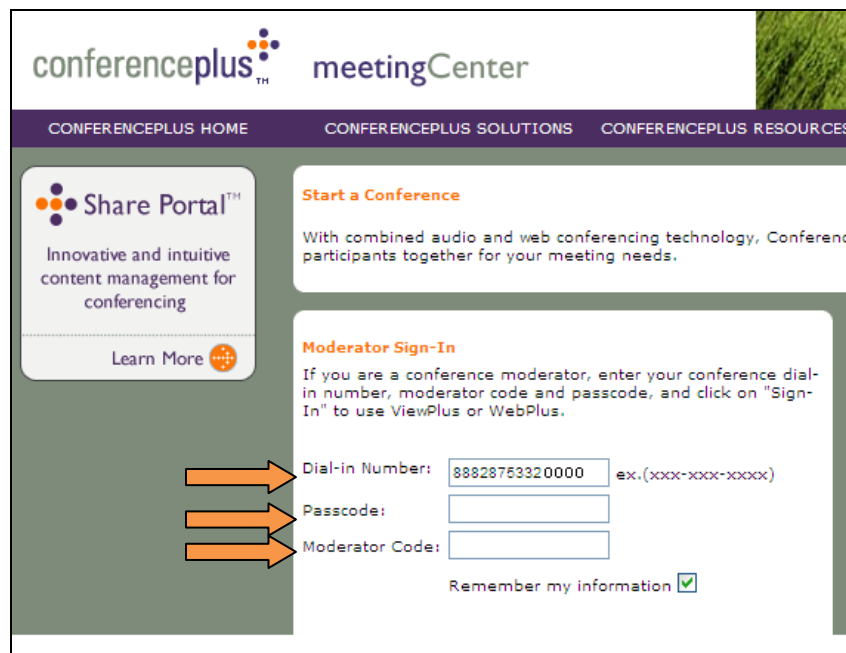 conferenceplus™ meetingCenter
CONFERENCEPLUS HOME CONFERENCEPLUS SOLUTIONS CONFERENCEPLUS RESOURCES
Share Portal™
Innovative and intuitive
content management for
conferencing
Learn More
Start a Conference
With combined audio and web conferencing technology, Conferenc
participants together for your meeting needs.
Moderator Sign-In
If you are a conference moderator, enter your conference dial-
in number, moderator code and passcode, and click on "Sign-
In" to use ViewPlus or WebPlus.
Dial-in Number: 88828753320000 ex.(xxx-xxx-xxxx)
Passcode:
Moderator Code:
Remember my information